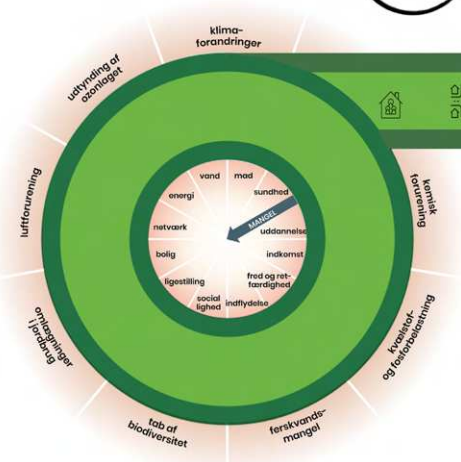 klima-
forandringer
udtynding af
ozonlaget
luftforurening
omlægninger
i jordbrug
tab af
biodiversitet
ferskvands-
mangel
kvælstof-
og fosforbelastning
kemisk
forurening
vand
mad
sundhed
MANGEL
uddannelse
indkomst
fred og ret-
færdighed
indflydelse
social
lighed
ligestilling
bolig
netværk
energi